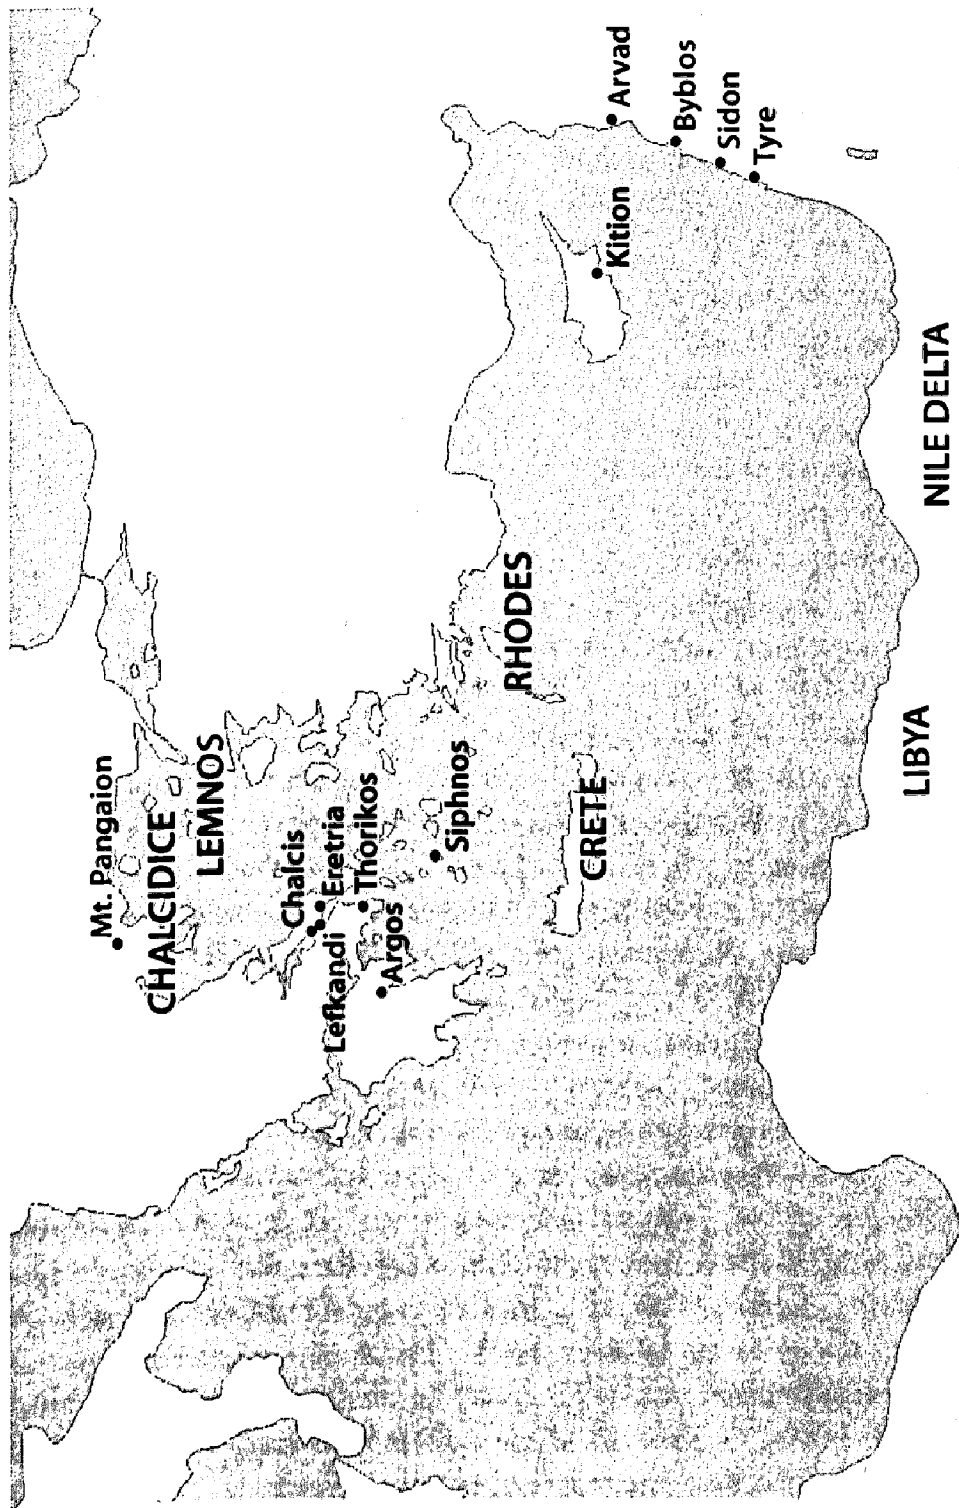 Mt. Pangaion
CHALCIDICE
LEMNOS
Chalcis
Eretria
Lefkandi
Thorikos
Argos
Siphnos
RHODES
CRETE
Kition
Arvad
Byblos
Sidon
Tyre
LIBYA
NILE DELTA